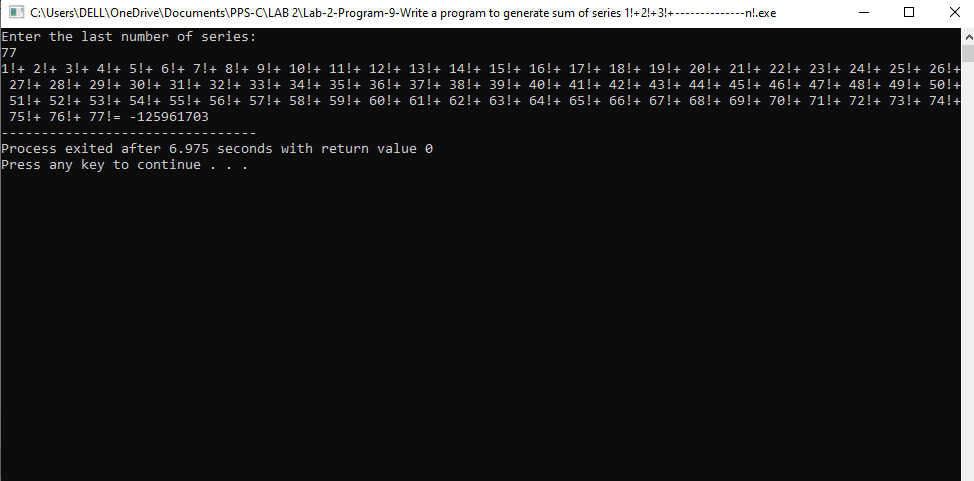 C:\Users\DELL\OneDrive\Documents\PPS-C\LAB 2\Lab-2-Program-9-Write a program to generate sum of series 1!+2!+3!+--------------n!.exe
Enter the last number of series:
77
1!+ 2!+ 3!+ 4!+ 5!+ 6!+ 7!+ 8!+ 9!+ 10!+ 11!+ 12!+ 13!+ 14!+ 15!+ 16!+ 17!+ 18!+ 19!+ 20!+ 21!+ 22!+ 23!+ 24!+ 25!+ 26!+
 27!+ 28!+ 29!+ 30!+ 31!+ 32!+ 33!+ 34!+ 35!+ 36!+ 37!+ 38!+ 39!+ 40!+ 41!+ 42!+ 43!+ 44!+ 45!+ 46!+ 47!+ 48!+ 49!+ 50!+
 51!+ 52!+ 53!+ 54!+ 55!+ 56!+ 57!+ 58!+ 59!+ 60!+ 61!+ 62!+ 63!+ 64!+ 65!+ 66!+ 67!+ 68!+ 69!+ 70!+ 71!+ 72!+ 73!+ 74!+
 75!+ 76!+ 77!= -125961703
--------------------------------
Process exited after 6.975 seconds with return value 0
Press any key to continue . . .